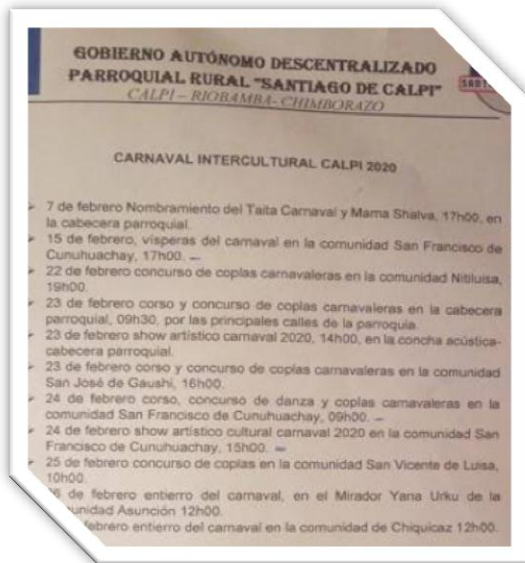 GOBIERNO AUTÓNOMO DESCENTRALIZADO
PARROQUIAL RURAL "SANTIAGO DE CALPI"
CALPI – RIOBAMBA- CHIMBORAZO
CARNAVAL INTERCULTURAL CALPI 2020
➢ 7 de febrero Nombramiento del Taita Carnaval y Mama Shalva, 17h00, en
la cabecera parroquial.
➢ 15 de febrero, vísperas del carnaval en la comunidad San Francisco de
Cunuhuachay, 17h00.
➢ 22 de febrero concurso de coplas carnavaleras en la comunidad Nitiluisa,
19h00.
➢ 23 de febrero corso y concurso de coplas carnavaleras en la cabecera
parroquial, 09h30, por las principales calles de la parroquia.
➢ 23 de febrero show artístico carnaval 2020, 14h00, en la concha acústica-
cabecera parroquial.
➢ 23 de febrero corso y concurso de coplas carnavaleras en la comunidad
San José de Gaushi, 16h00.
➢ 24 de febrero corso, concurso de danza y coplas carnavaleras en la
comunidad San Francisco de Cunuhuachay, 09h00.
➢ 24 de febrero show artístico cultural carnaval 2020 en la comunidad San
Francisco de Cunuhuachay, 15h00.
➢ 25 de febrero concurso de coplas en la comunidad San Vicente de Luisa,
10h00.
de febrero entierro del carnaval, en el Mirador Yana Urku de la
Asunción 12h00.
febrero entierro del carnaval en la comunidad de Chiquicaz 12h00.